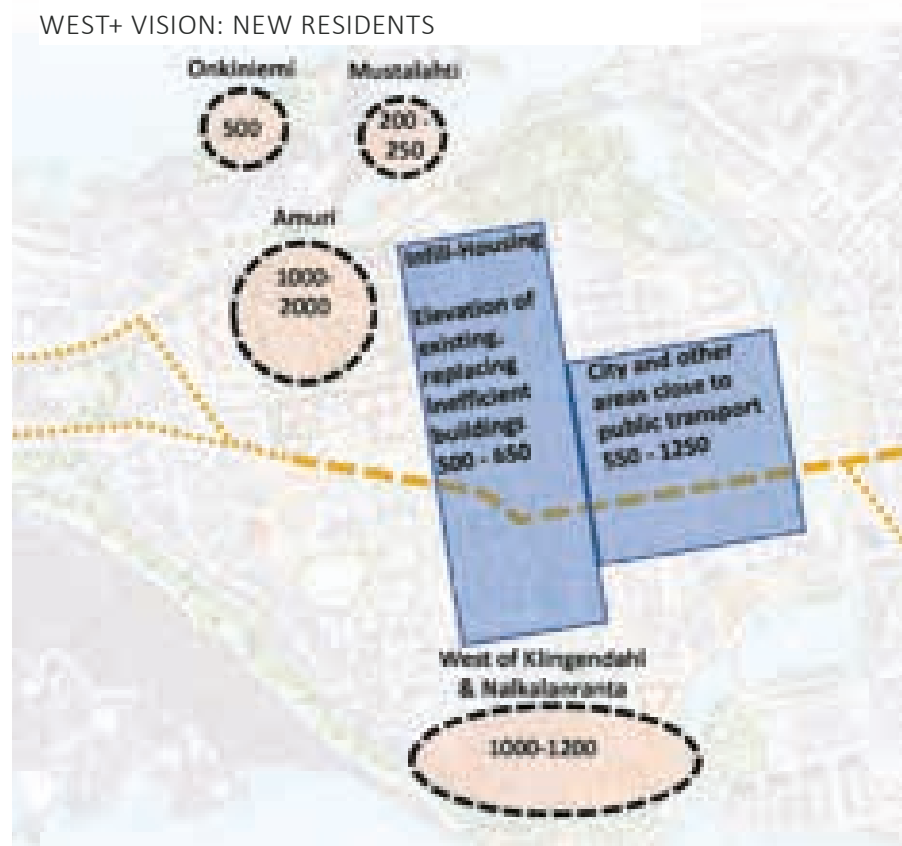 WEST+ VISION: NEW RESIDENTS
Onkiniemi
500
Mustalahti
200 -
250
Amuri
1000-
2000
Infill-Housing
Elevation of
existing,
replacing
inefficient
buildings
500 - 650
City and other
areas close to
public transport
550 - 1250
West of Klingendahl
& Nalkalanranta
1000-1200